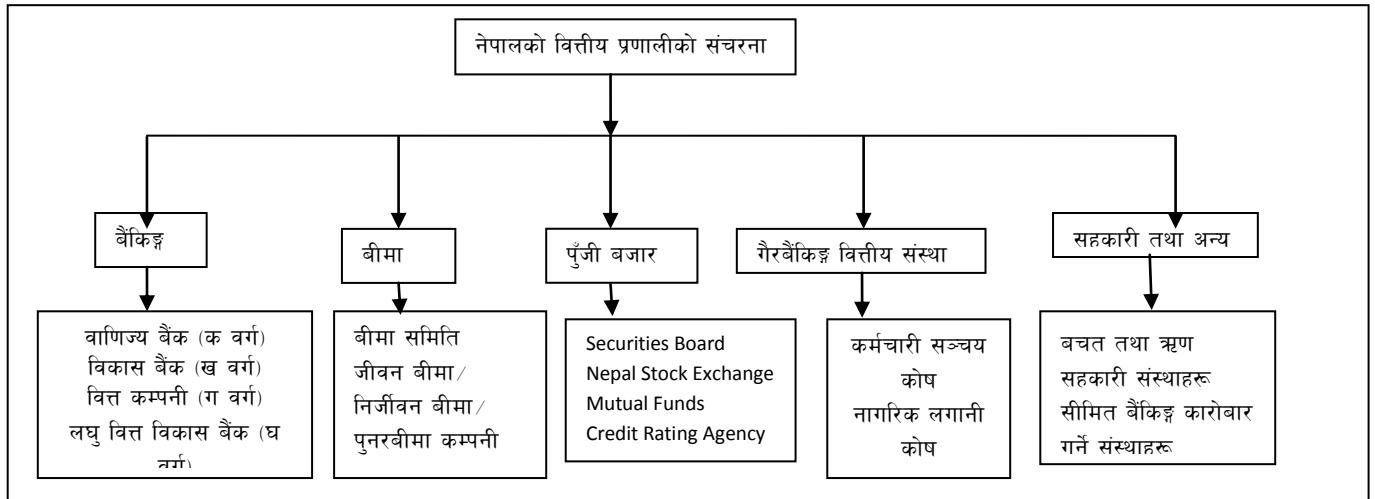 नेपालको वित्तीय प्रणालीको संचरना
बैंकिङ्ग
बीमा
पुँजी बजार
गैरबैंकिङ्ग वित्तीय संस्था
सहकारी तथा अन्य
वाणिज्य बैंक (क वर्ग)
विकास बैंक (ख वर्ग)
वित्त कम्पनी (ग वर्ग)
लघु वित्त विकास बैंक (घ
वर्ग)
बीमा समिति
जीवन बीमा/
निर्जीवन बीमा/
पुनरबीमा कम्पनी
Securities Board
Nepal Stock Exchange
Mutual Funds
Credit Rating Agency
कर्मचारी सञ्चय
कोष
नागरिक लगानी
कोष
बचत तथा ऋण
सहकारी संस्थाहरू
सीमित बैंकिङ्ग कारोबार
गर्ने संस्थाहरू